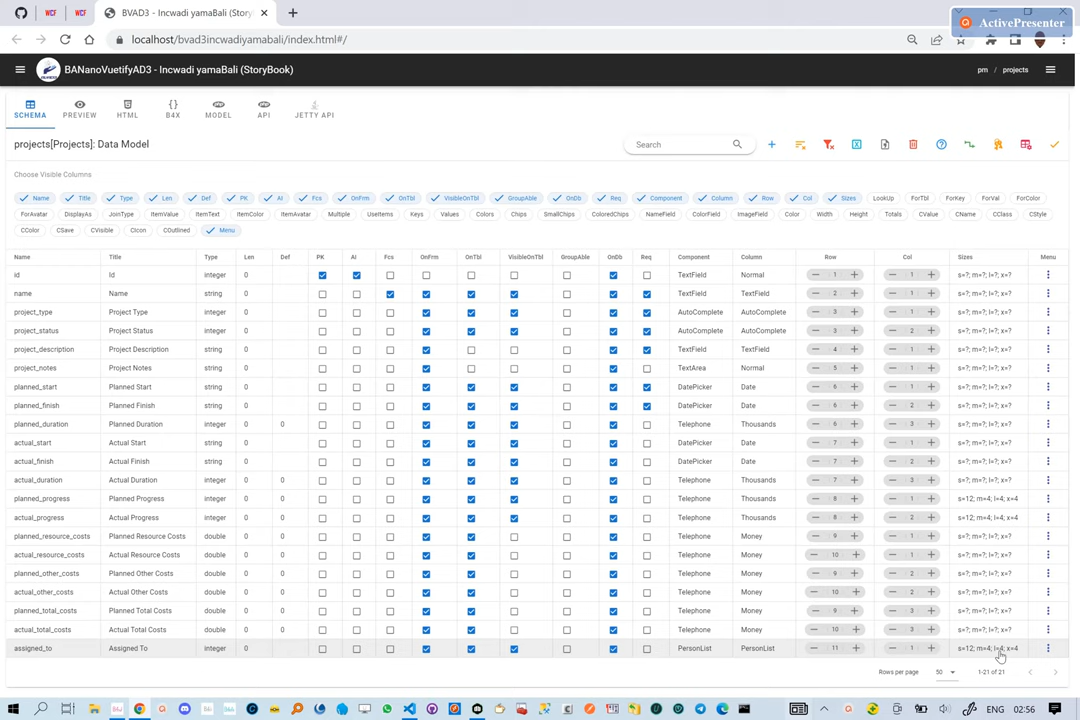 WCF
WCF
BVAD3 - Incwadi yamaBali (Story
ActivePresenter
localhost/bvad3incwadiyamabali/index.html#/
BANanoVuetifyAD3 - Incwadi yamaBali (StoryBook)
pm / projects
SCHEMA PREVIEW HTML B4X MODEL API JETTY API
projects[Projects]: Data Model
Search
Choose Visible Columns
Name Title Type Len Def PK AI Fcs OnFrm OnTbl VisibleOnTbl GroupAble OnDb Req Component Column Row Col Sizes LookUp ForTbl ForKey ForVal ForColor
ForAvatar DisplayAs JoinType ItemValue ItemText ItemColor ItemAvatar Multiple UseItems Keys Values Colors Chips SmallChips ColoredChips NameField ColorField ImageField Color Width Height Totals CValue CName CClass CStyle
CColor CSave CVisible CIcon COutlined Menu
Name Title Type Len Def PK AI Fcs OnFrm OnTbl VisibleOnTbl GroupAble OnDb Req Component Column Row Col Sizes Menu
id Id integer 0 TextField Normal 1 1 s=?; m=?; l=?; x=?
name Name string 0 TextField TextField 2 1 s=?; m=?; l=?; x=?
project_type Project Type integer 0 AutoComplete AutoComplete 3 1 s=?; m=?; l=?; x=?
project_status Project Status integer 0 AutoComplete AutoComplete 3 2 s=?; m=?; l=?; x=?
project_description Project Description string 0 TextField TextField 4 1 s=?; m=?; l=?; x=?
project_notes Project Notes string 0 TextArea Normal 5 1 s=?; m=?; l=?; x=?
planned_start Planned Start string 0 DatePicker Date 6 1 s=?; m=?; l=?; x=?
planned_finish Planned Finish string 0 DatePicker Date 6 2 s=?; m=?; l=?; x=?
planned_duration Planned Duration integer 0 0 Telephone Thousands 6 3 s=?; m=?; l=?; x=?
actual_start Actual Start string 0 DatePicker Date 7 1 s=?; m=?; l=?; x=?
actual_finish Actual Finish string 0 DatePicker Date 7 2 s=?; m=?; l=?; x=?
actual_duration Actual Duration integer 0 0 Telephone Thousands 7 3 s=?; m=?; l=?; x=?
planned_progress Planned Progress integer 0 0 Telephone Thousands 8 1 s=12; m=4; l=4; x=4
actual_progress Actual Progress integer 0 0 Telephone Thousands 8 2 s=12; m=4; l=4; x=4
planned_resource_costs Planned Resource Costs double 0 0 Telephone Money 9 1 s=?; m=?; l=?; x=?
actual_resource_costs Actual Resource Costs double 0 0 Telephone Money 10 1 s=?; m=?; l=?; x=?
planned_other_costs Planned Other Costs double 0 0 Telephone Money 9 2 s=?; m=?; l=?; x=?
actual_other_costs Actual Other Costs double 0 0 Telephone Money 10 2 s=?; m=?; l=?; x=?
planned_total_costs Planned Total Costs double 0 0 Telephone Money 9 3 s=?; m=?; l=?; x=?
actual_total_costs Actual Total Costs double 0 0 Telephone Money 10 3 s=?; m=?; l=?; x=?
assigned_to Assigned To integer 0 PersonList PersonList 11 1 s=12; m=4; l=4; x=4
Rows per page 50 1-21 of 21
ENG 02:56